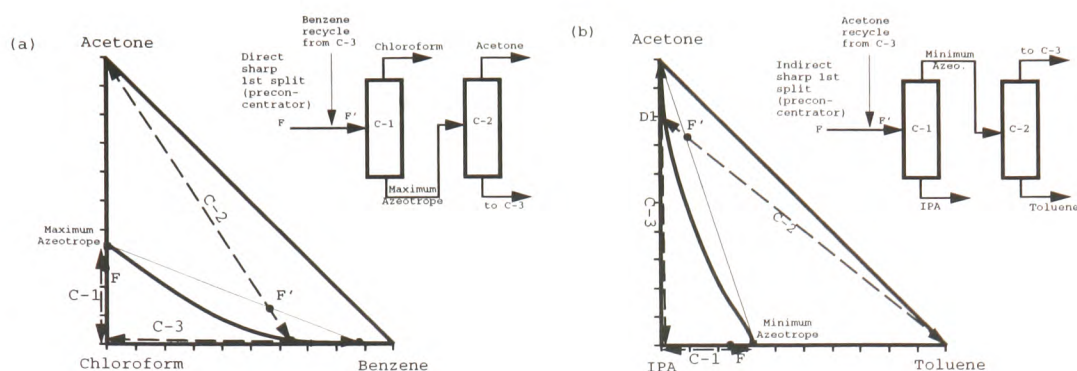 (a)
Acetone
Benzene
recycle
from C-3
Direct
sharp
1st split
(precon-
centrator)
Chloroform
Acetone
F
F'
C-1
C-2
Maximum
Azeotrope
to C-3
Maximum
Azeotrope
C-2
F
C-1
F'
C-3
Chloroform
Benzene
(b)
Acetone
Acetone
recycle
from C-3
Indirect
sharp 1st
split
(precon-
centrator)
Minimum
Azeo.
to C-3
F
F'
C-1
C-2
IPA
Toluene
D1
F'
C-3
C-2
Minimum
Azeotrope
IPA
C-1
F
Toluene